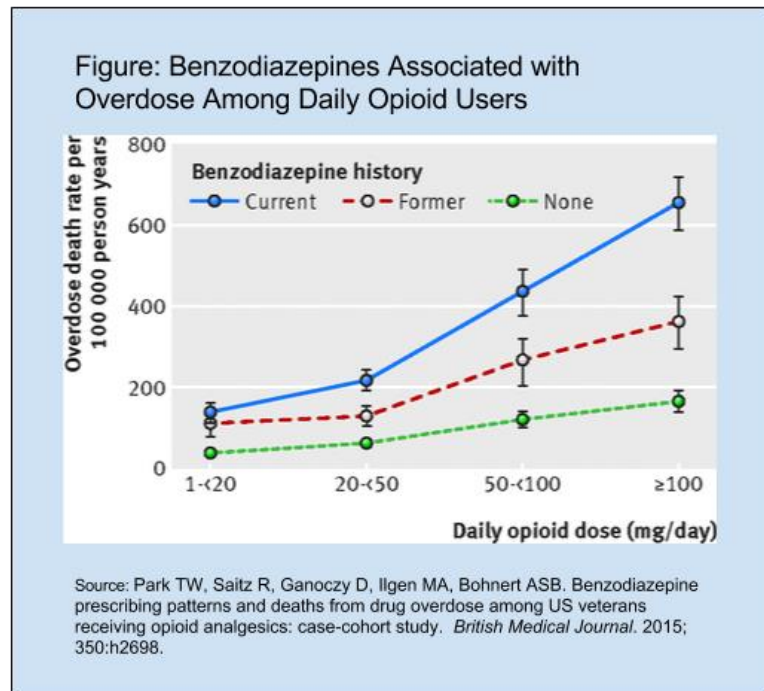 Figure: Benzodiazepines Associated with
Overdose Among Daily Opioid Users
Overdose death rate per
100 000 person years
800
600
400
200
0
Benzodiazepine history
Current Former None
1-<20 20-<50 50-<100 ≥100
Daily opioid dose (mg/day)
Source: Park TW, Saitz R, Ganoczy D, Ilgen MA, Bohnert ASB. Benzodiazepine
prescribing patterns and deaths from drug overdose among US veterans
receiving opioid analgesics: case-cohort study. British Medical Journal. 2015;
350:h2698.